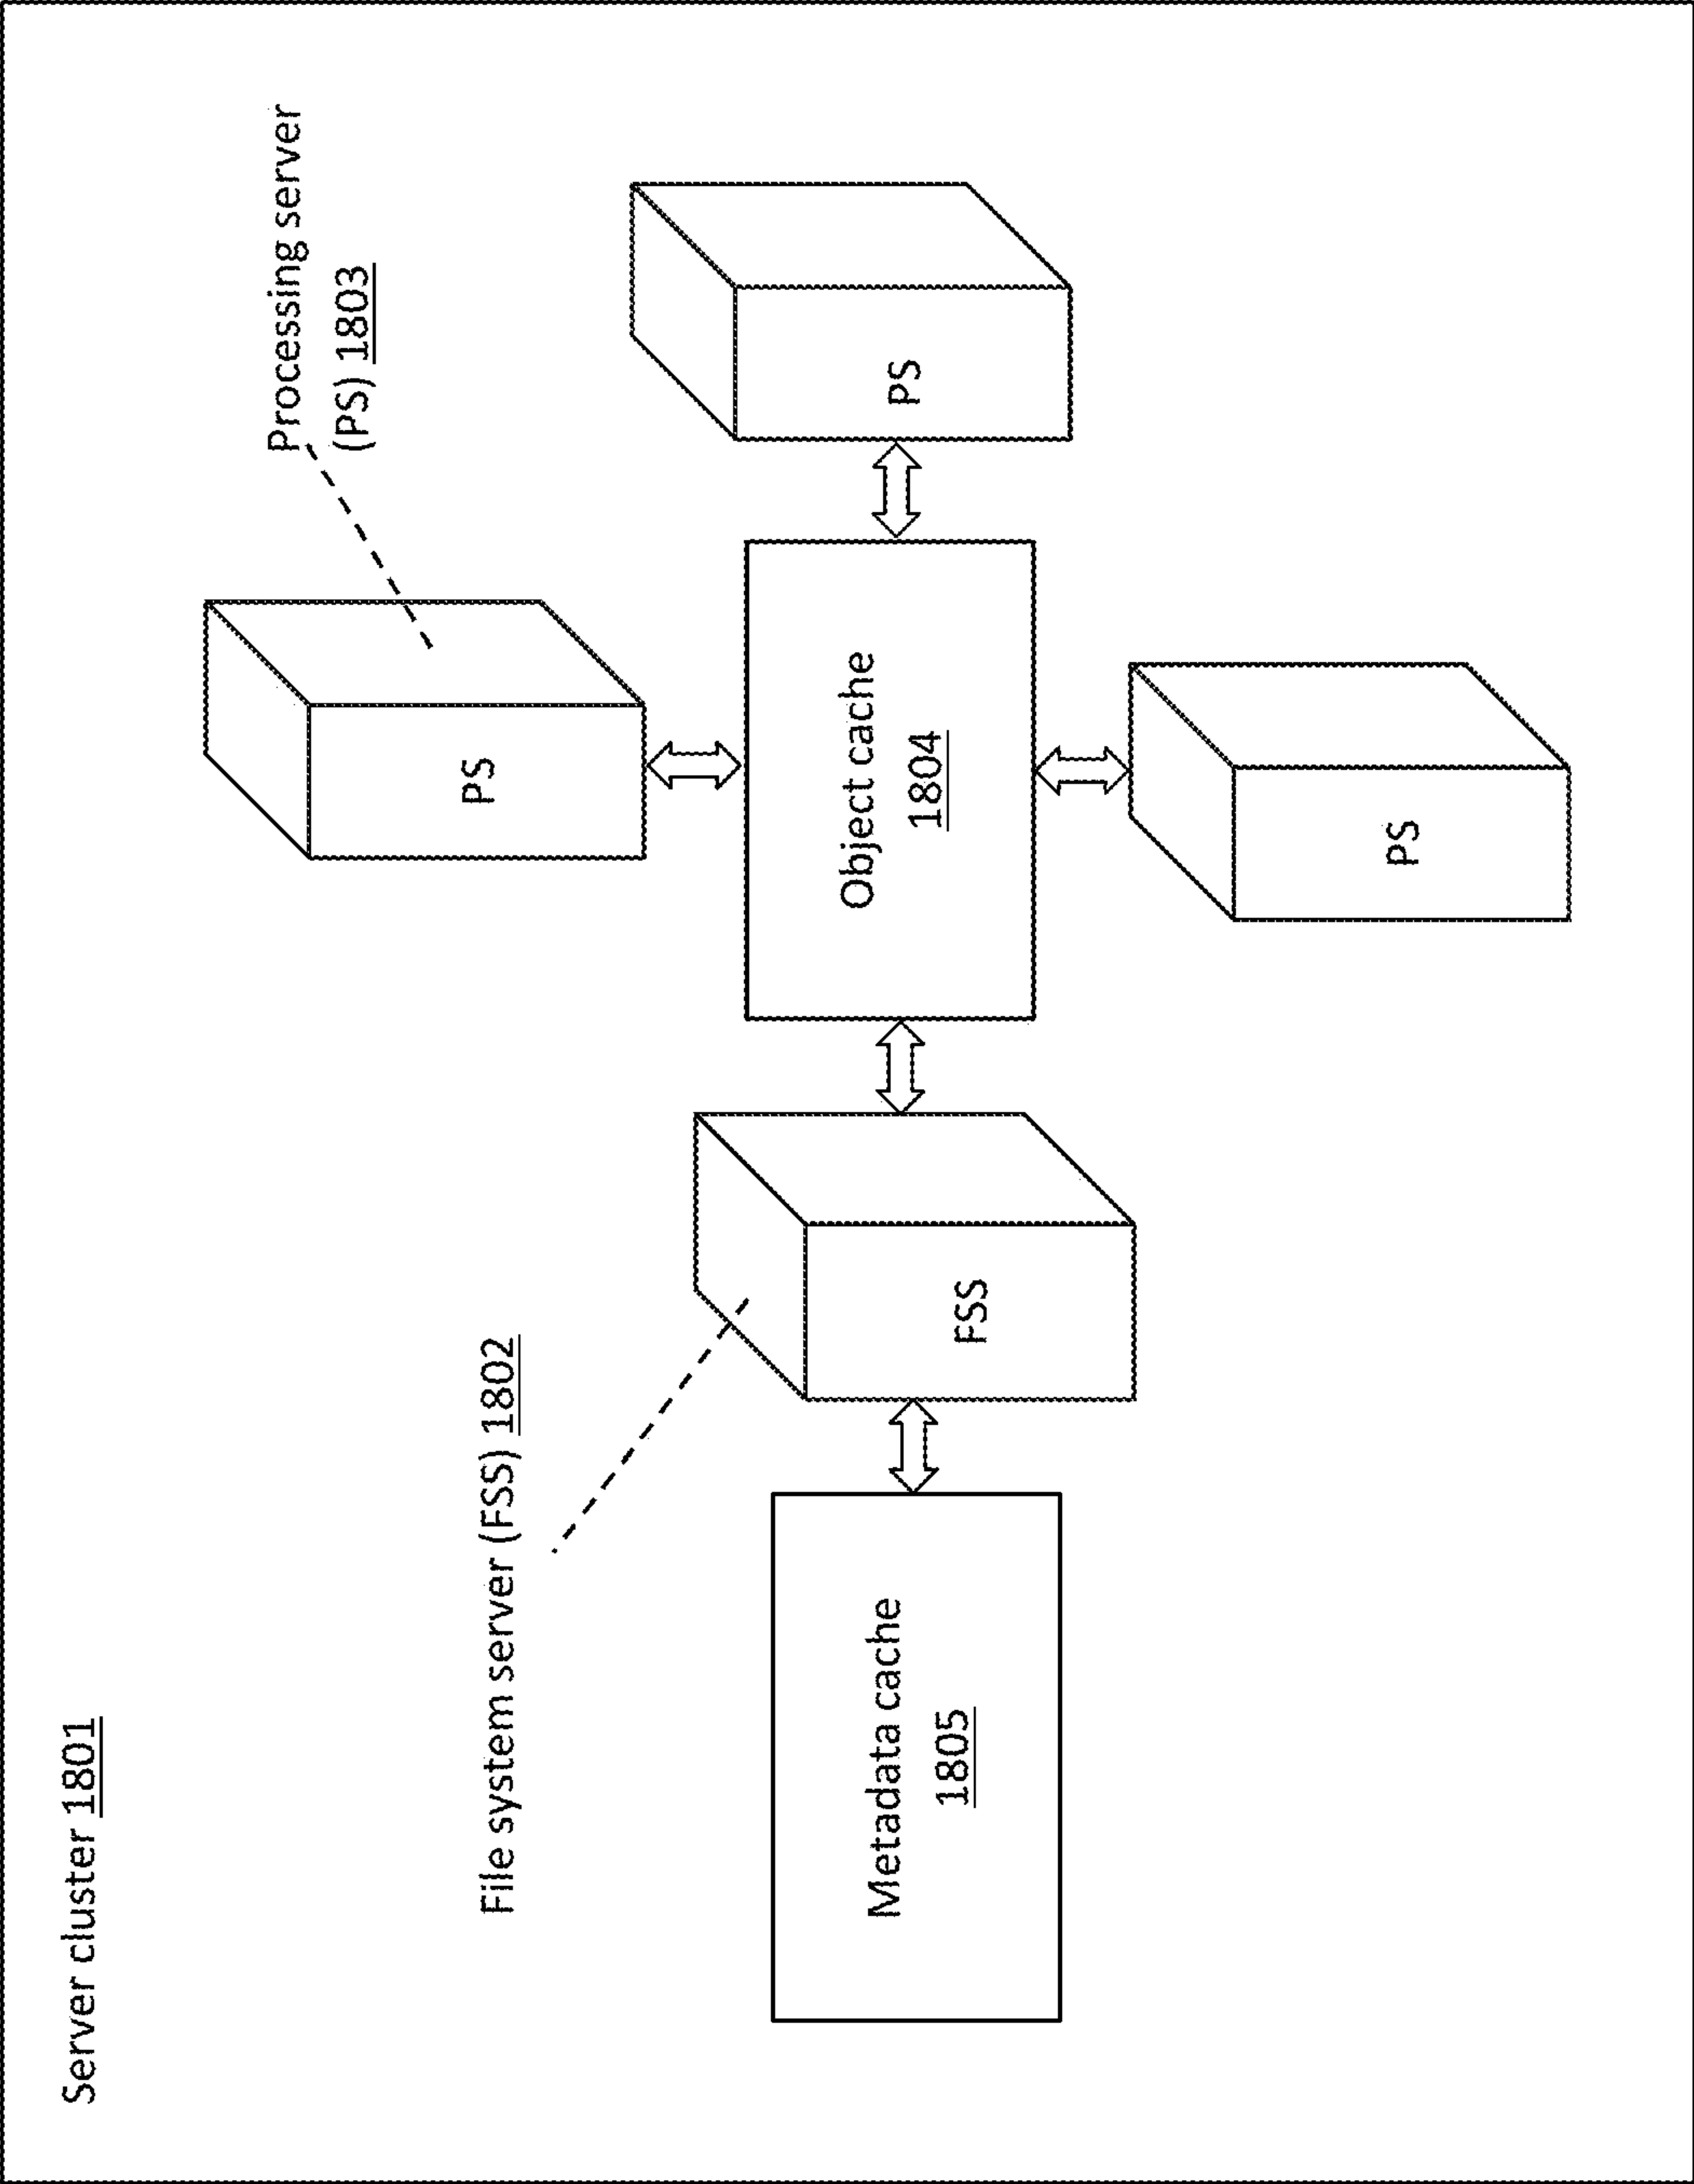 Server cluster 1801
Processing server
(PS) 1803
File system server (FSS) 1802
PS
Metadata cache
1805
FSS
Object cache
1804
PS
PS